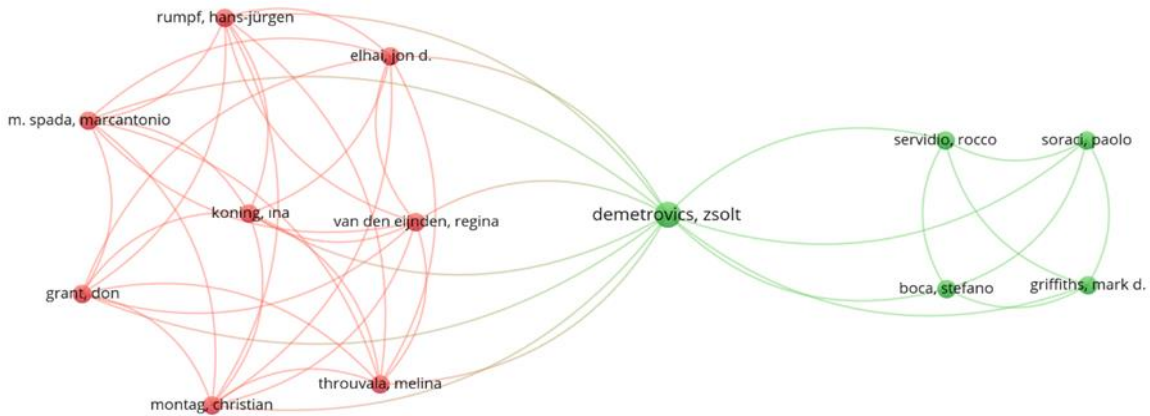 rumpf, hans-jürgen
elhai, jon d.
m. spada, marcantonio
servidio, rocco
soraci, paolo
koning, ina
van den eijnden, regina
demetrovics, zsolt
grant, don
boca, stefano
griffiths, mark d.
throuvala, melina
montag, christian